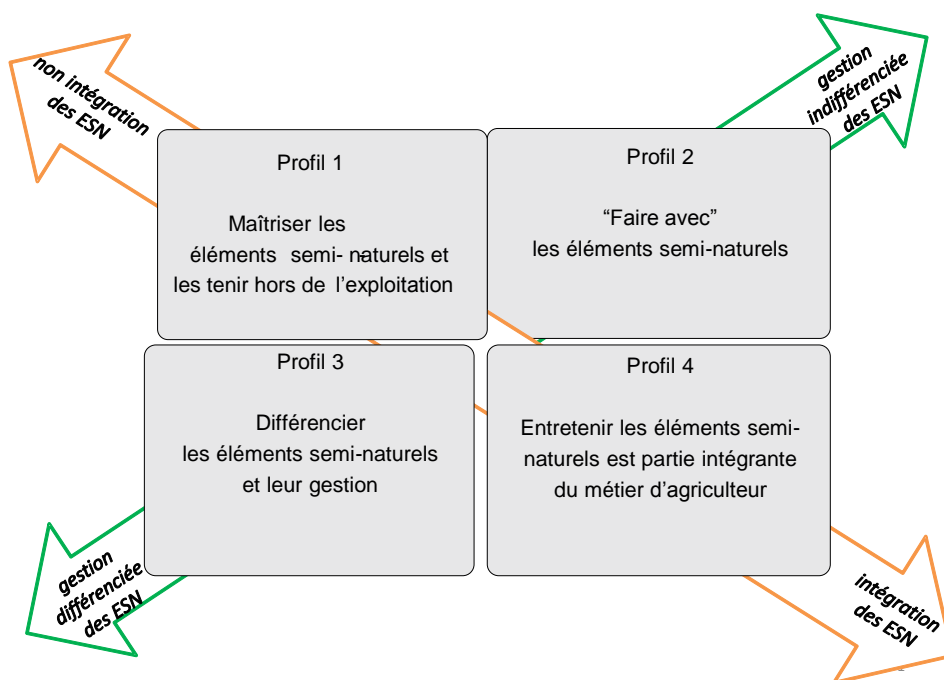 non intégration
des ESN
gestion
indifférenciée
des ESN
Profil 1
Maîtriser les
éléments semi- naturels et
les tenir hors de l’exploitation
Profil 2
“Faire avec”
les éléments semi-naturels
Profil 3
Différencier
les éléments semi-naturels
et leur gestion
Profil 4
Entretenir les éléments semi-
naturels est partie intégrante
du métier d’agriculteur
gestion
différenciée
des ESN
intégration
des ESN